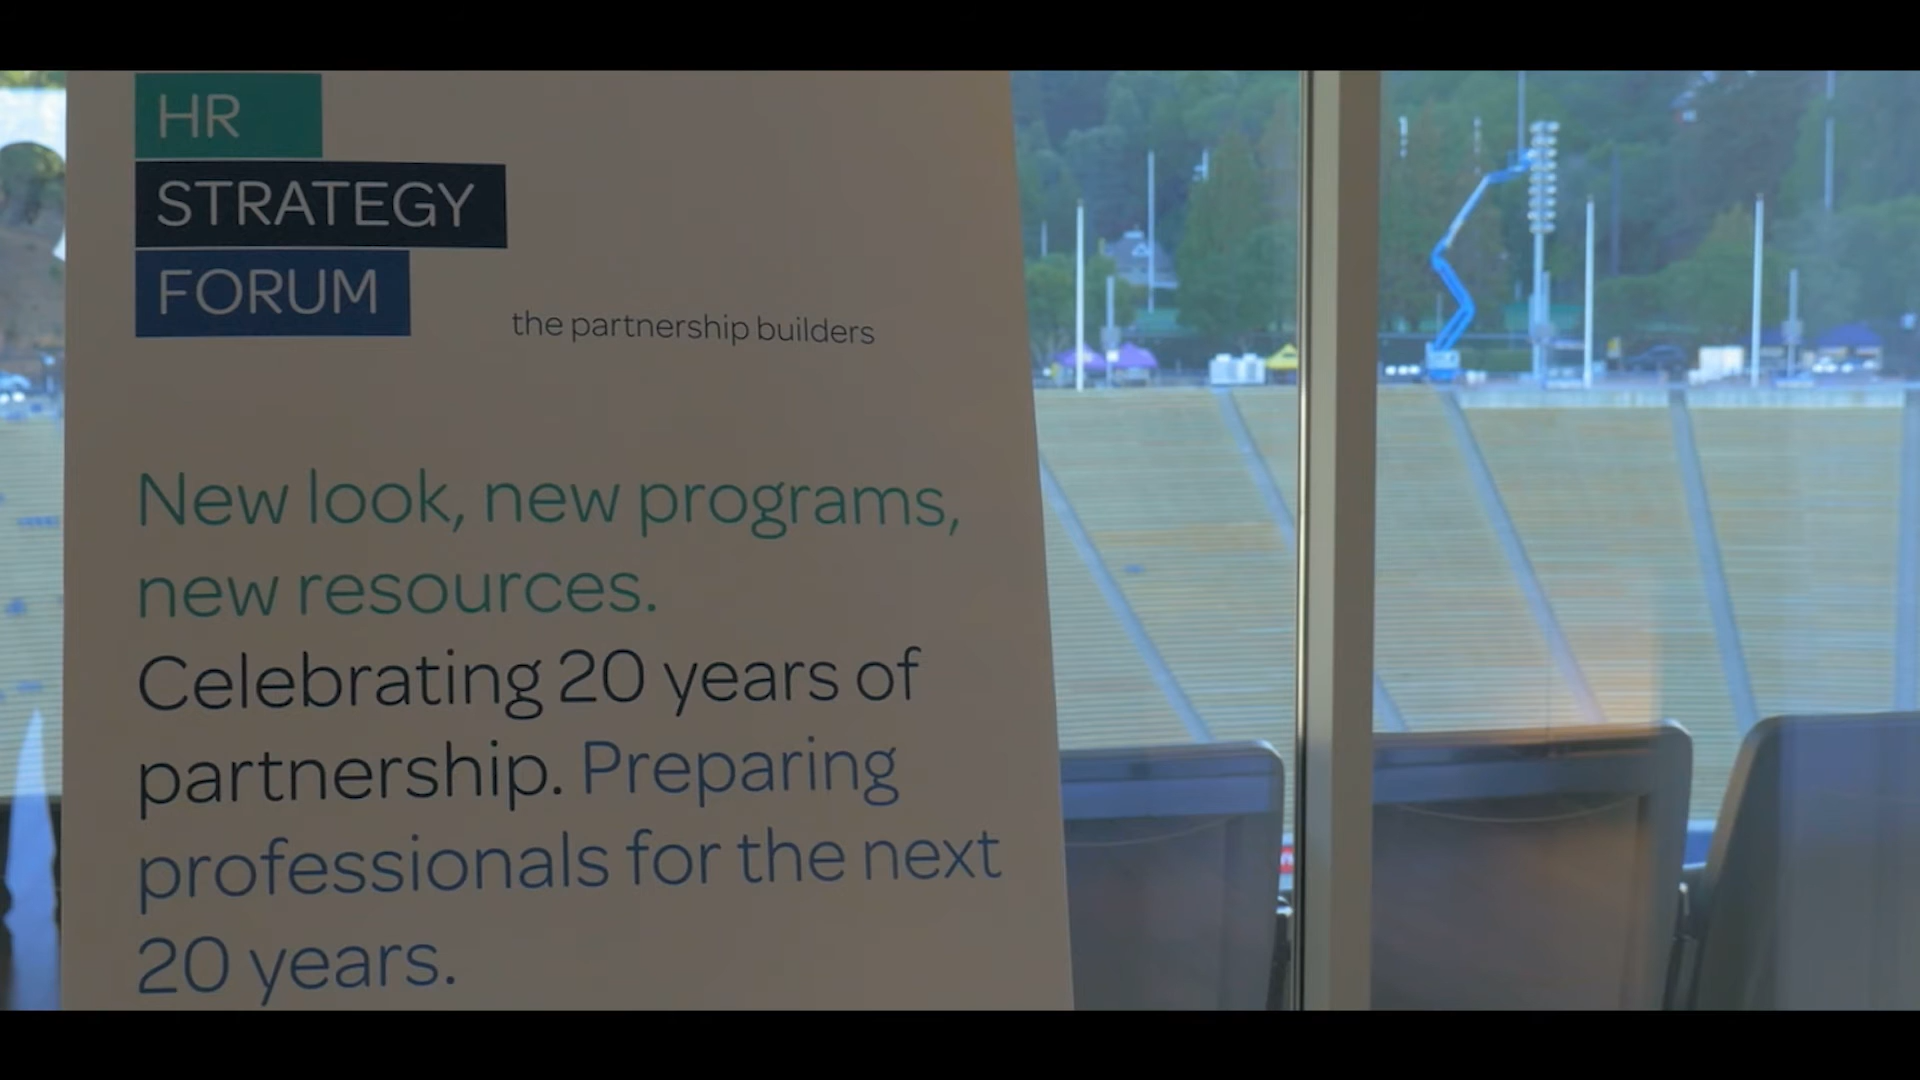 HR
STRATEGY
FORUM
the partnership builders
New look, new programs,
new resources.
Celebrating 20 years of
partnership. Preparing
professionals for the next
20 years.